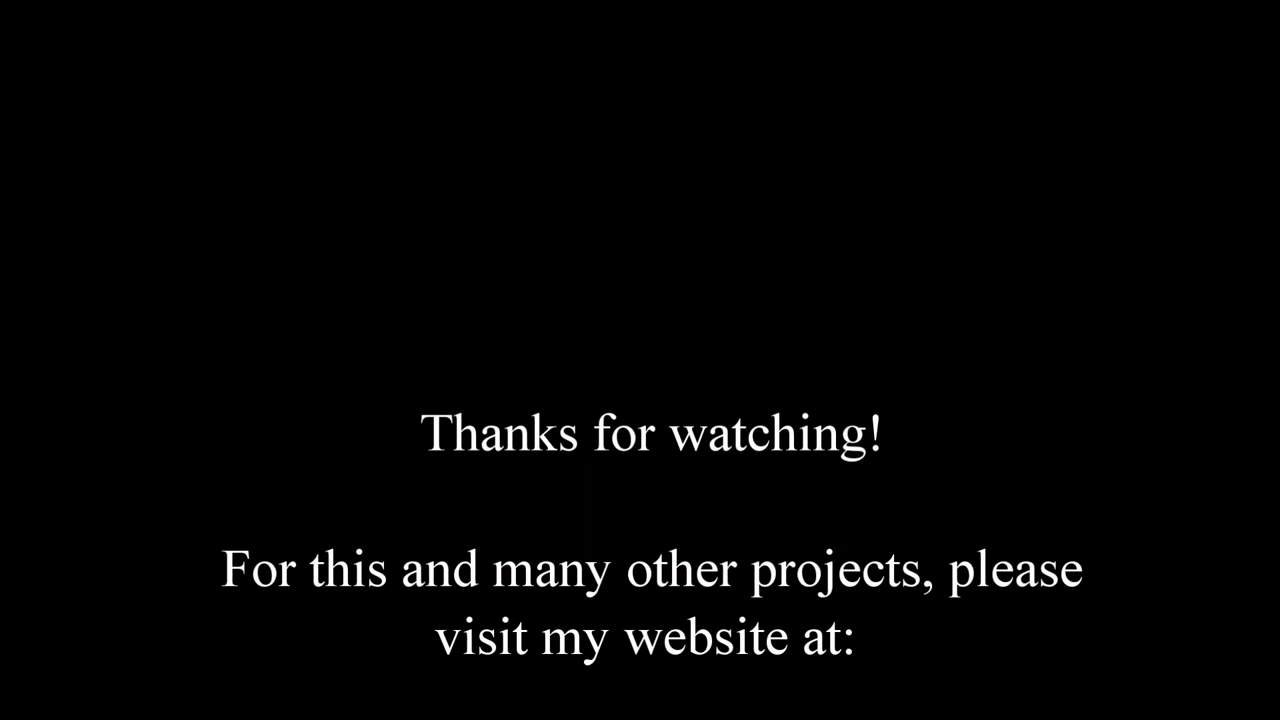 Thanks for watching!
For this and many other projects, please
visit my website at: